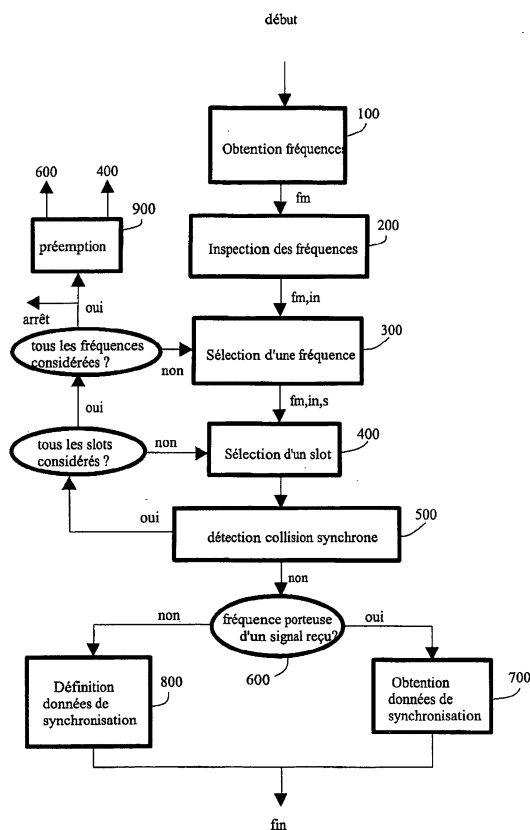 début
100
Obtention fréquences
fm
600
400
900
préemption
200
Inspection des fréquences
oui
arrêt
fm,in
tous les fréquences
considérées ?
non
300
Sélection d'une fréquence
oui
fm,in,s
tous les slots
considérés ?
non
400
Sélection d'un slot
oui
500
détection collision synchrone
non
fréquence porteuse
d'un signal reçu?
non
oui
600
Définition
données de
synchronisation
800
Obtention
données de
synchronisation
700
fin